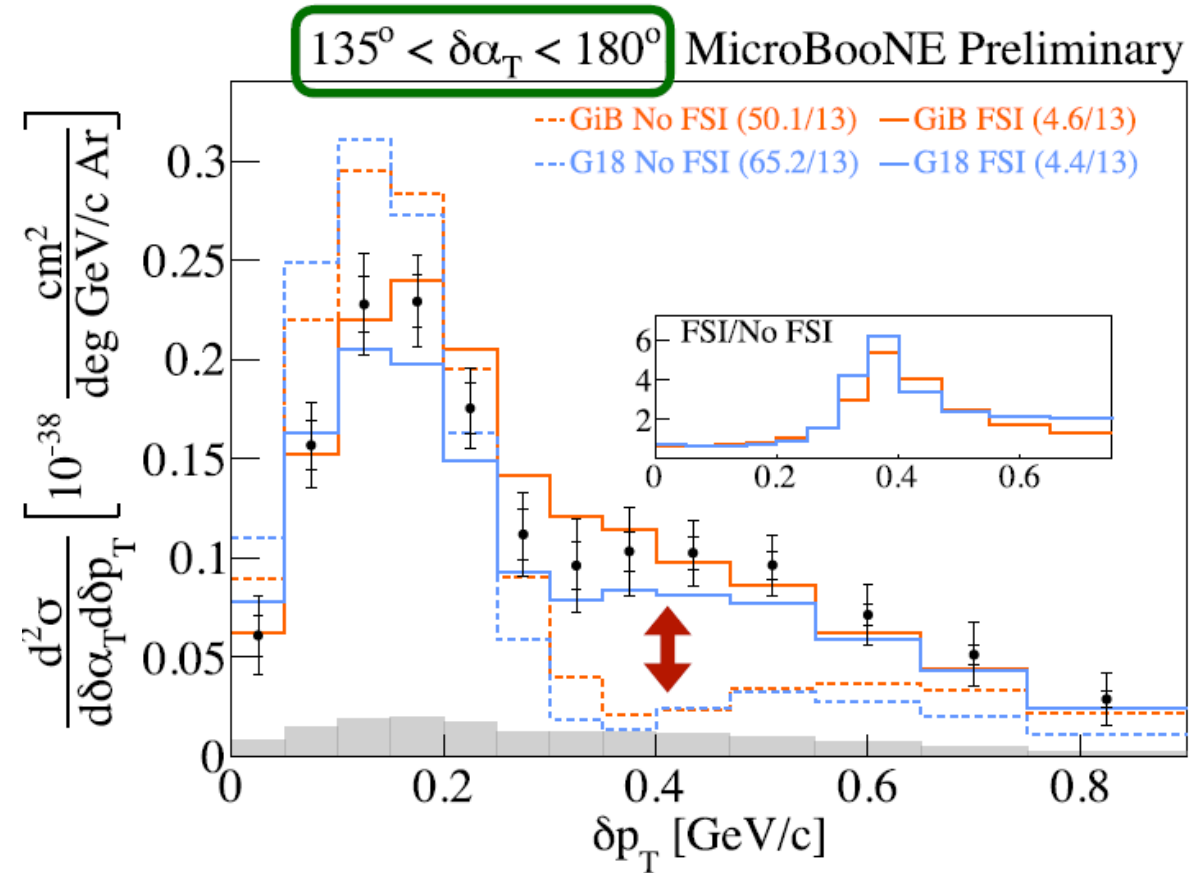 135° < δα_T < 180° MicroBooNE Preliminary
GiB No FSI (50.1/13) GiB FSI (4.6/13)
G18 No FSI (65.2/13) G18 FSI (4.4/13)
d²σ/dδα_T dδp_T [10⁻³⁸ cm²/deg GeV/c Ar]
0.3
0.25
0.2
0.15
0.1
0.05
0
FSI/No FSI
6
4
2
0 0.2 0.4 0.6
0 0.2 0.4 0.6 0.8
δp_T [GeV/c]